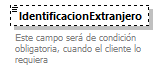 IdentificacionExtranjero
Este campo será de condición
obligatoria, cuando el cliente lo
requiera